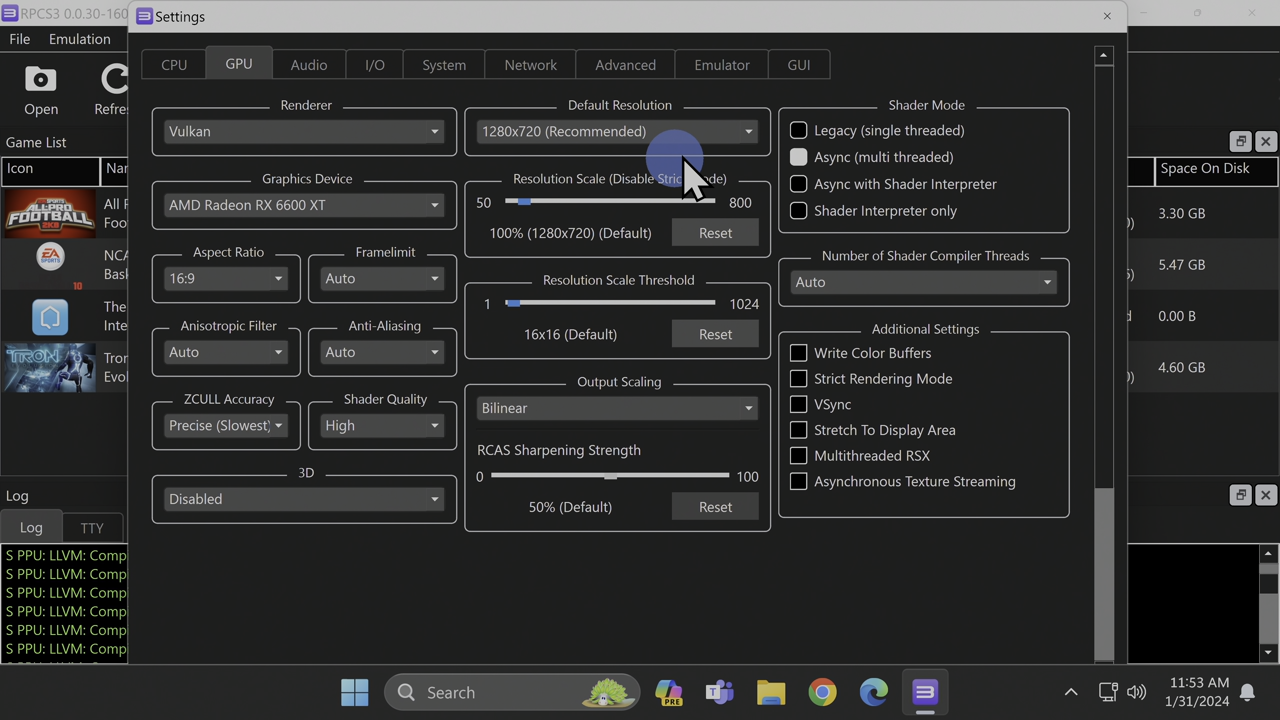 RPCS3 0.0.30-160
Settings
File
Emulation
CPU
GPU
Audio
I/O
System
Network
Advanced
Emulator
GUI
Open
Refres
Game List
Icon
Nar
Space On Disk
All F
Foo
3.30 GB
NCA
Bask
5.47 GB
The
Inte
0.00 B
Tror
Evol
4.60 GB
Renderer
Vulkan
Graphics Device
AMD Radeon RX 6600 XT
Aspect Ratio
16:9
Framelimit
Auto
Anisotropic Filter
Auto
Anti-Aliasing
Auto
ZCULL Accuracy
Precise (Slowest)
Shader Quality
High
3D
Disabled
Default Resolution
1280x720 (Recommended)
Resolution Scale (Disable Strict Mode)
50
800
100% (1280x720) (Default)
Reset
Resolution Scale Threshold
1
1024
16x16 (Default)
Reset
Output Scaling
Bilinear
RCAS Sharpening Strength
0
100
50% (Default)
Reset
Shader Mode
Legacy (single threaded)
Async (multi threaded)
Async with Shader Interpreter
Shader Interpreter only
Number of Shader Compiler Threads
Auto
Additional Settings
Write Color Buffers
Strict Rendering Mode
VSync
Stretch To Display Area
Multithreaded RSX
Asynchronous Texture Streaming
Log
Log
TTY
S PPU: LLVM: Comp
S PPU: LLVM: Comp
S PPU: LLVM: Comp
S PPU: LLVM: Comp
S PPU: LLVM: Comp
S PPU: LLVM: Comp
Search
PRE
11:53 AM
1/31/2024